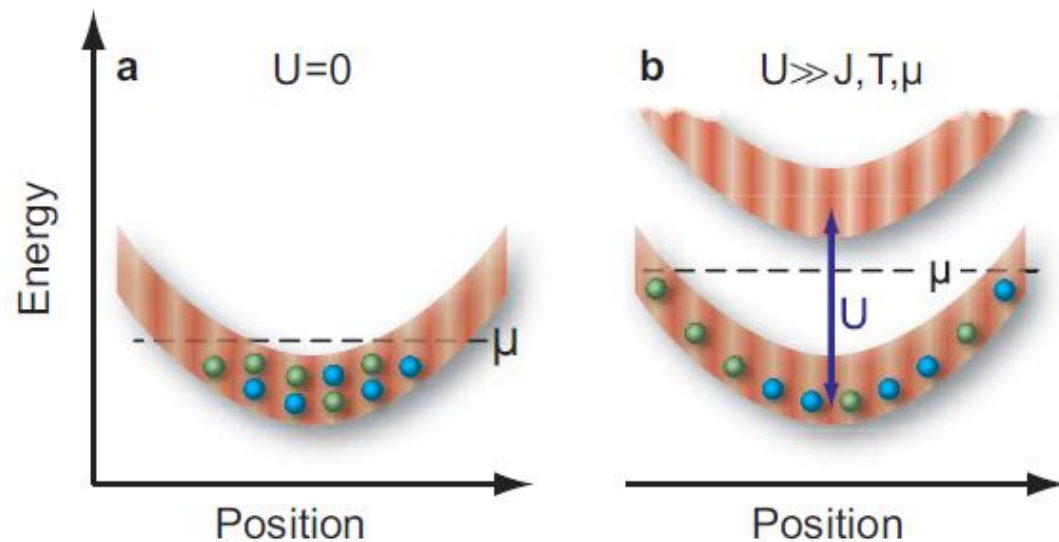 a
U=0
b
U≫J,T,μ
Energy
μ
μ
U
Position
Position